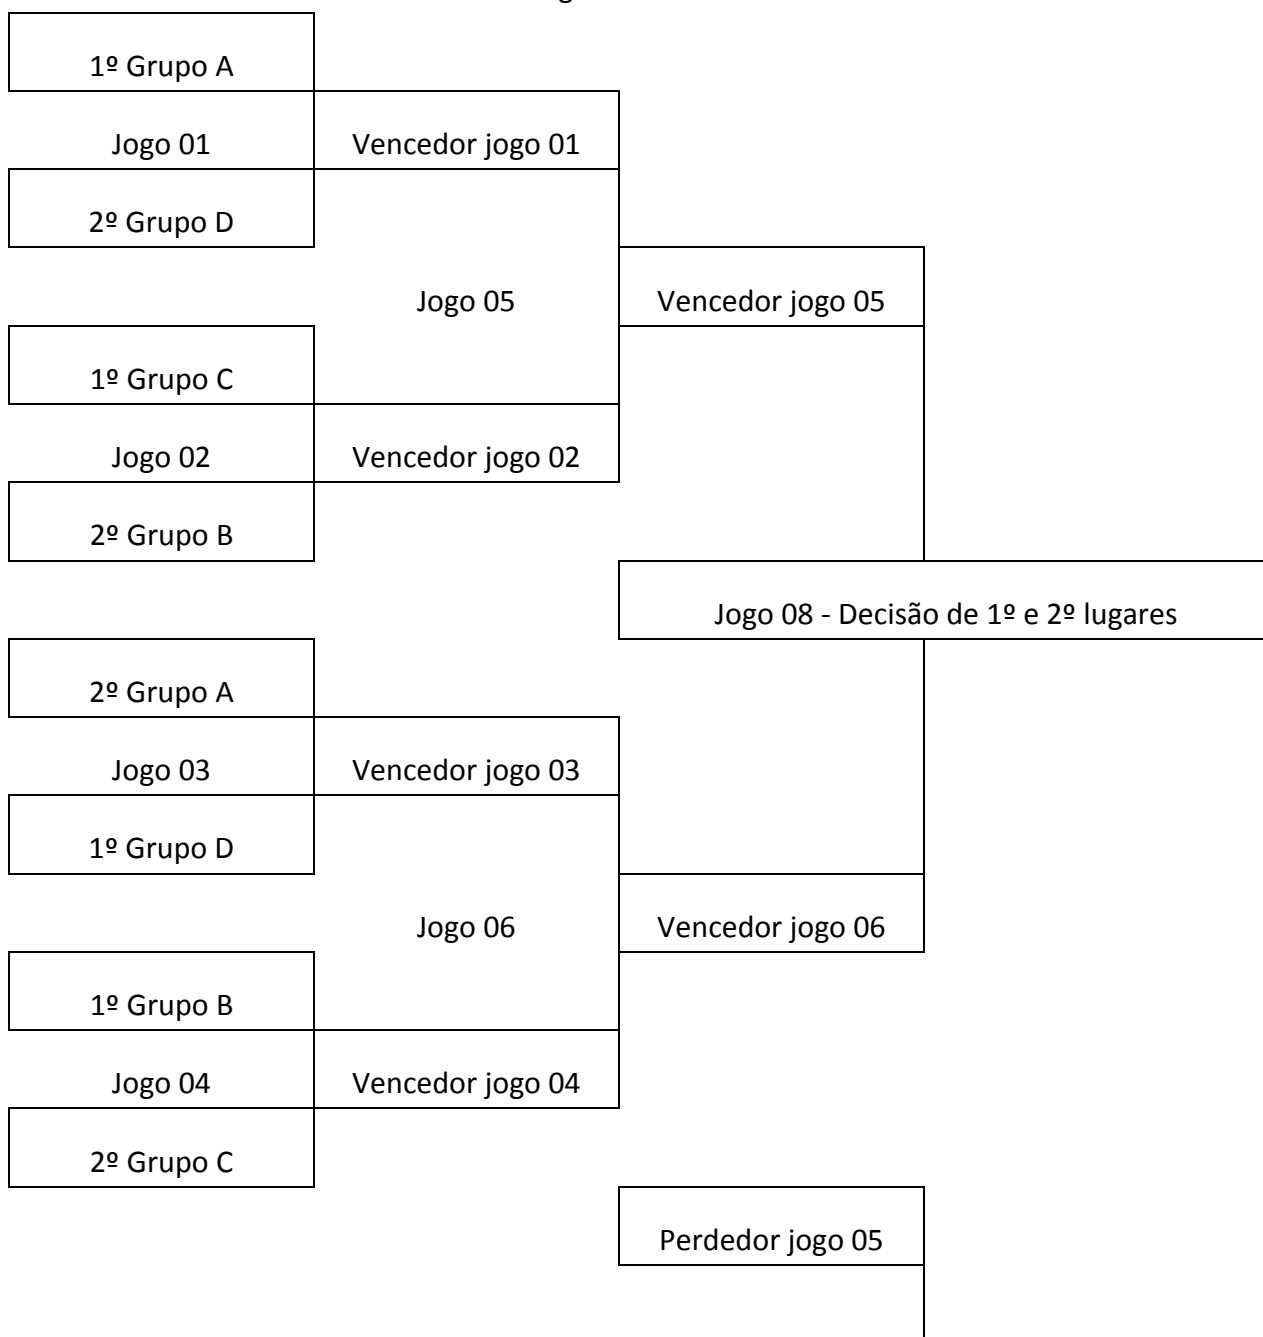 1º Grupo A
Jogo 01 Vencedor jogo 01
2º Grupo D
Jogo 05 Vencedor jogo 05
1º Grupo C
Jogo 02 Vencedor jogo 02
2º Grupo B
Jogo 08 - Decisão de 1º e 2º lugares
2º Grupo A
Jogo 03 Vencedor jogo 03
1º Grupo D
Jogo 06 Vencedor jogo 06
1º Grupo B
Jogo 04 Vencedor jogo 04
2º Grupo C
Perdedor jogo 05